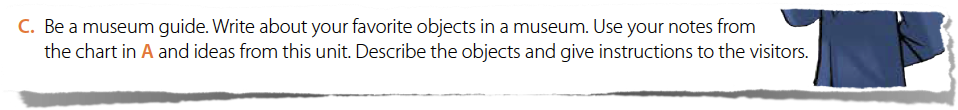 C. Be a museum guide. Write about your favorite objects in a museum. Use your notes from
the chart in A and ideas from this unit. Describe the objects and give instructions to the visitors.